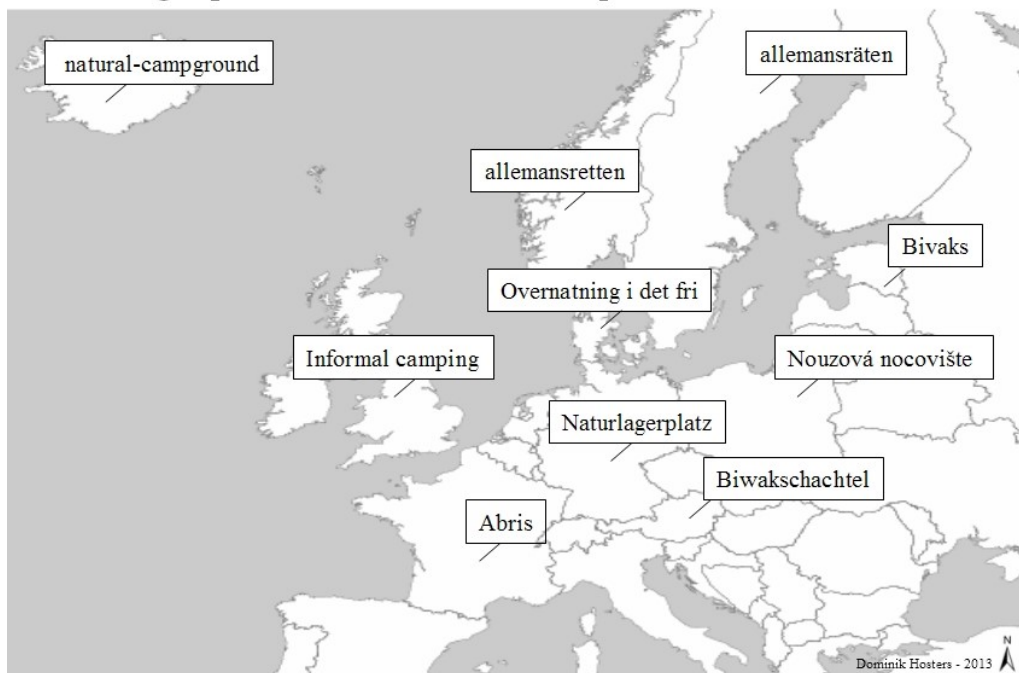 natural-campground
allemansräten
allemansretten
Bivaks
Overnatning i det fri
Informal camping
Nouzová nocoviště
Naturlagerplatz
Biwakschachtel
Abris
N
Dominik Hosters - 2013